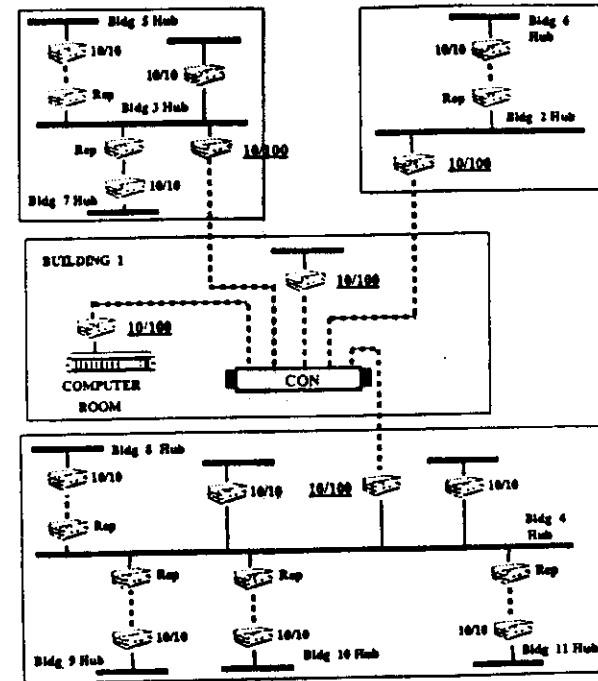 Bldg 5 Hub
10/10
10/10
Rep
Bldg 3 Hub
Rep
10/100
10/10
Bldg 7 Hub
Bldg 6
Hub
10/10
Rep
Bldg 2 Hub
10/100
BUILDING 1
10/100
10/100
COMPUTER
ROOM
CON
Bldg 8 Hub
10/10
10/10
10/100
10/10
Rep
Bldg 4
Hub
Rep
Rep
Rep
10/10
10/10
10/10
Bldg 9 Hub
Bldg 10 Hub
Bldg 11 Hub